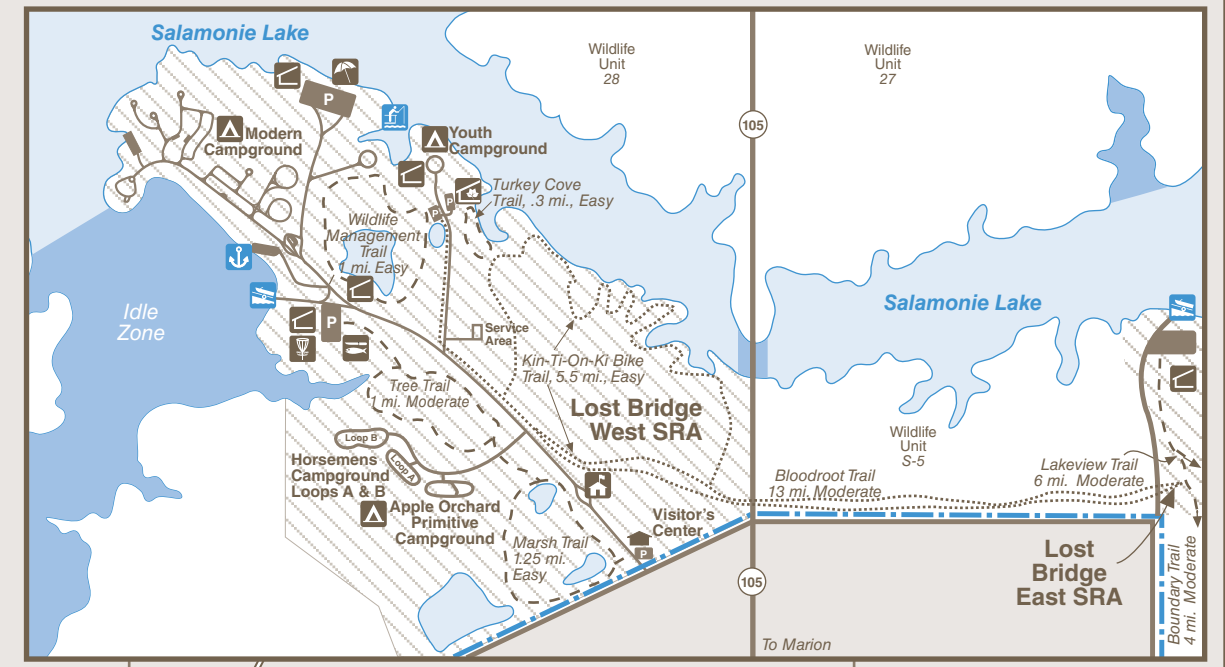 Salamonie Lake
Wildlife
Unit
28
Wildlife
Unit
27
P
105
Modern
Campground
Youth
Campground
Turkey Cove
Trail, .3 mi., Easy
P
P
Wildlife
Management
Trail
1 mi. Easy
Idle
Zone
Salamonie Lake
P
Service
Area
Kin-Ti-On-Ki Bike
Trail, 5.5 mi., Easy
Tree Trail
1 mi. Moderate
Lost Bridge
West SRA
Loop B
Loop A
Horsemens
Campground
Loops A & B
Wildlife
Unit
S-5
Bloodroot Trail
13 mi. Moderate
Lakeview Trail
6 mi. Moderate
Apple Orchard
Primitive
Campground
Marsh Trail
1.25 mi.
Easy
Visitor's
Center
P
105
Lost
Bridge
East SRA
Boundary Trail
4 mi. Moderate
To Marion